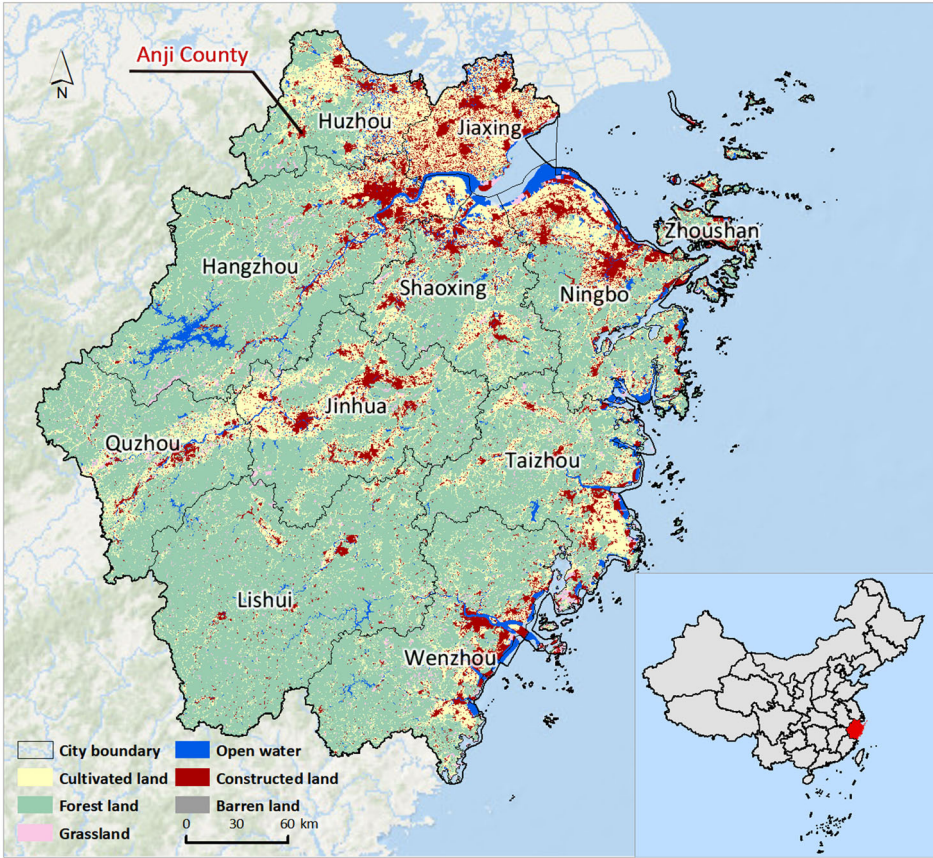 Anji County
N
Huzhou
Jiaxing
Zhoushan
Hangzhou
Shaoxing
Ningbo
Jinhua
Quzhou
Taizhou
Lishui
Wenzhou
City boundary
Open water
Cultivated land
Constructed land
Forest land
Barren land
Grassland
0 30 60 km